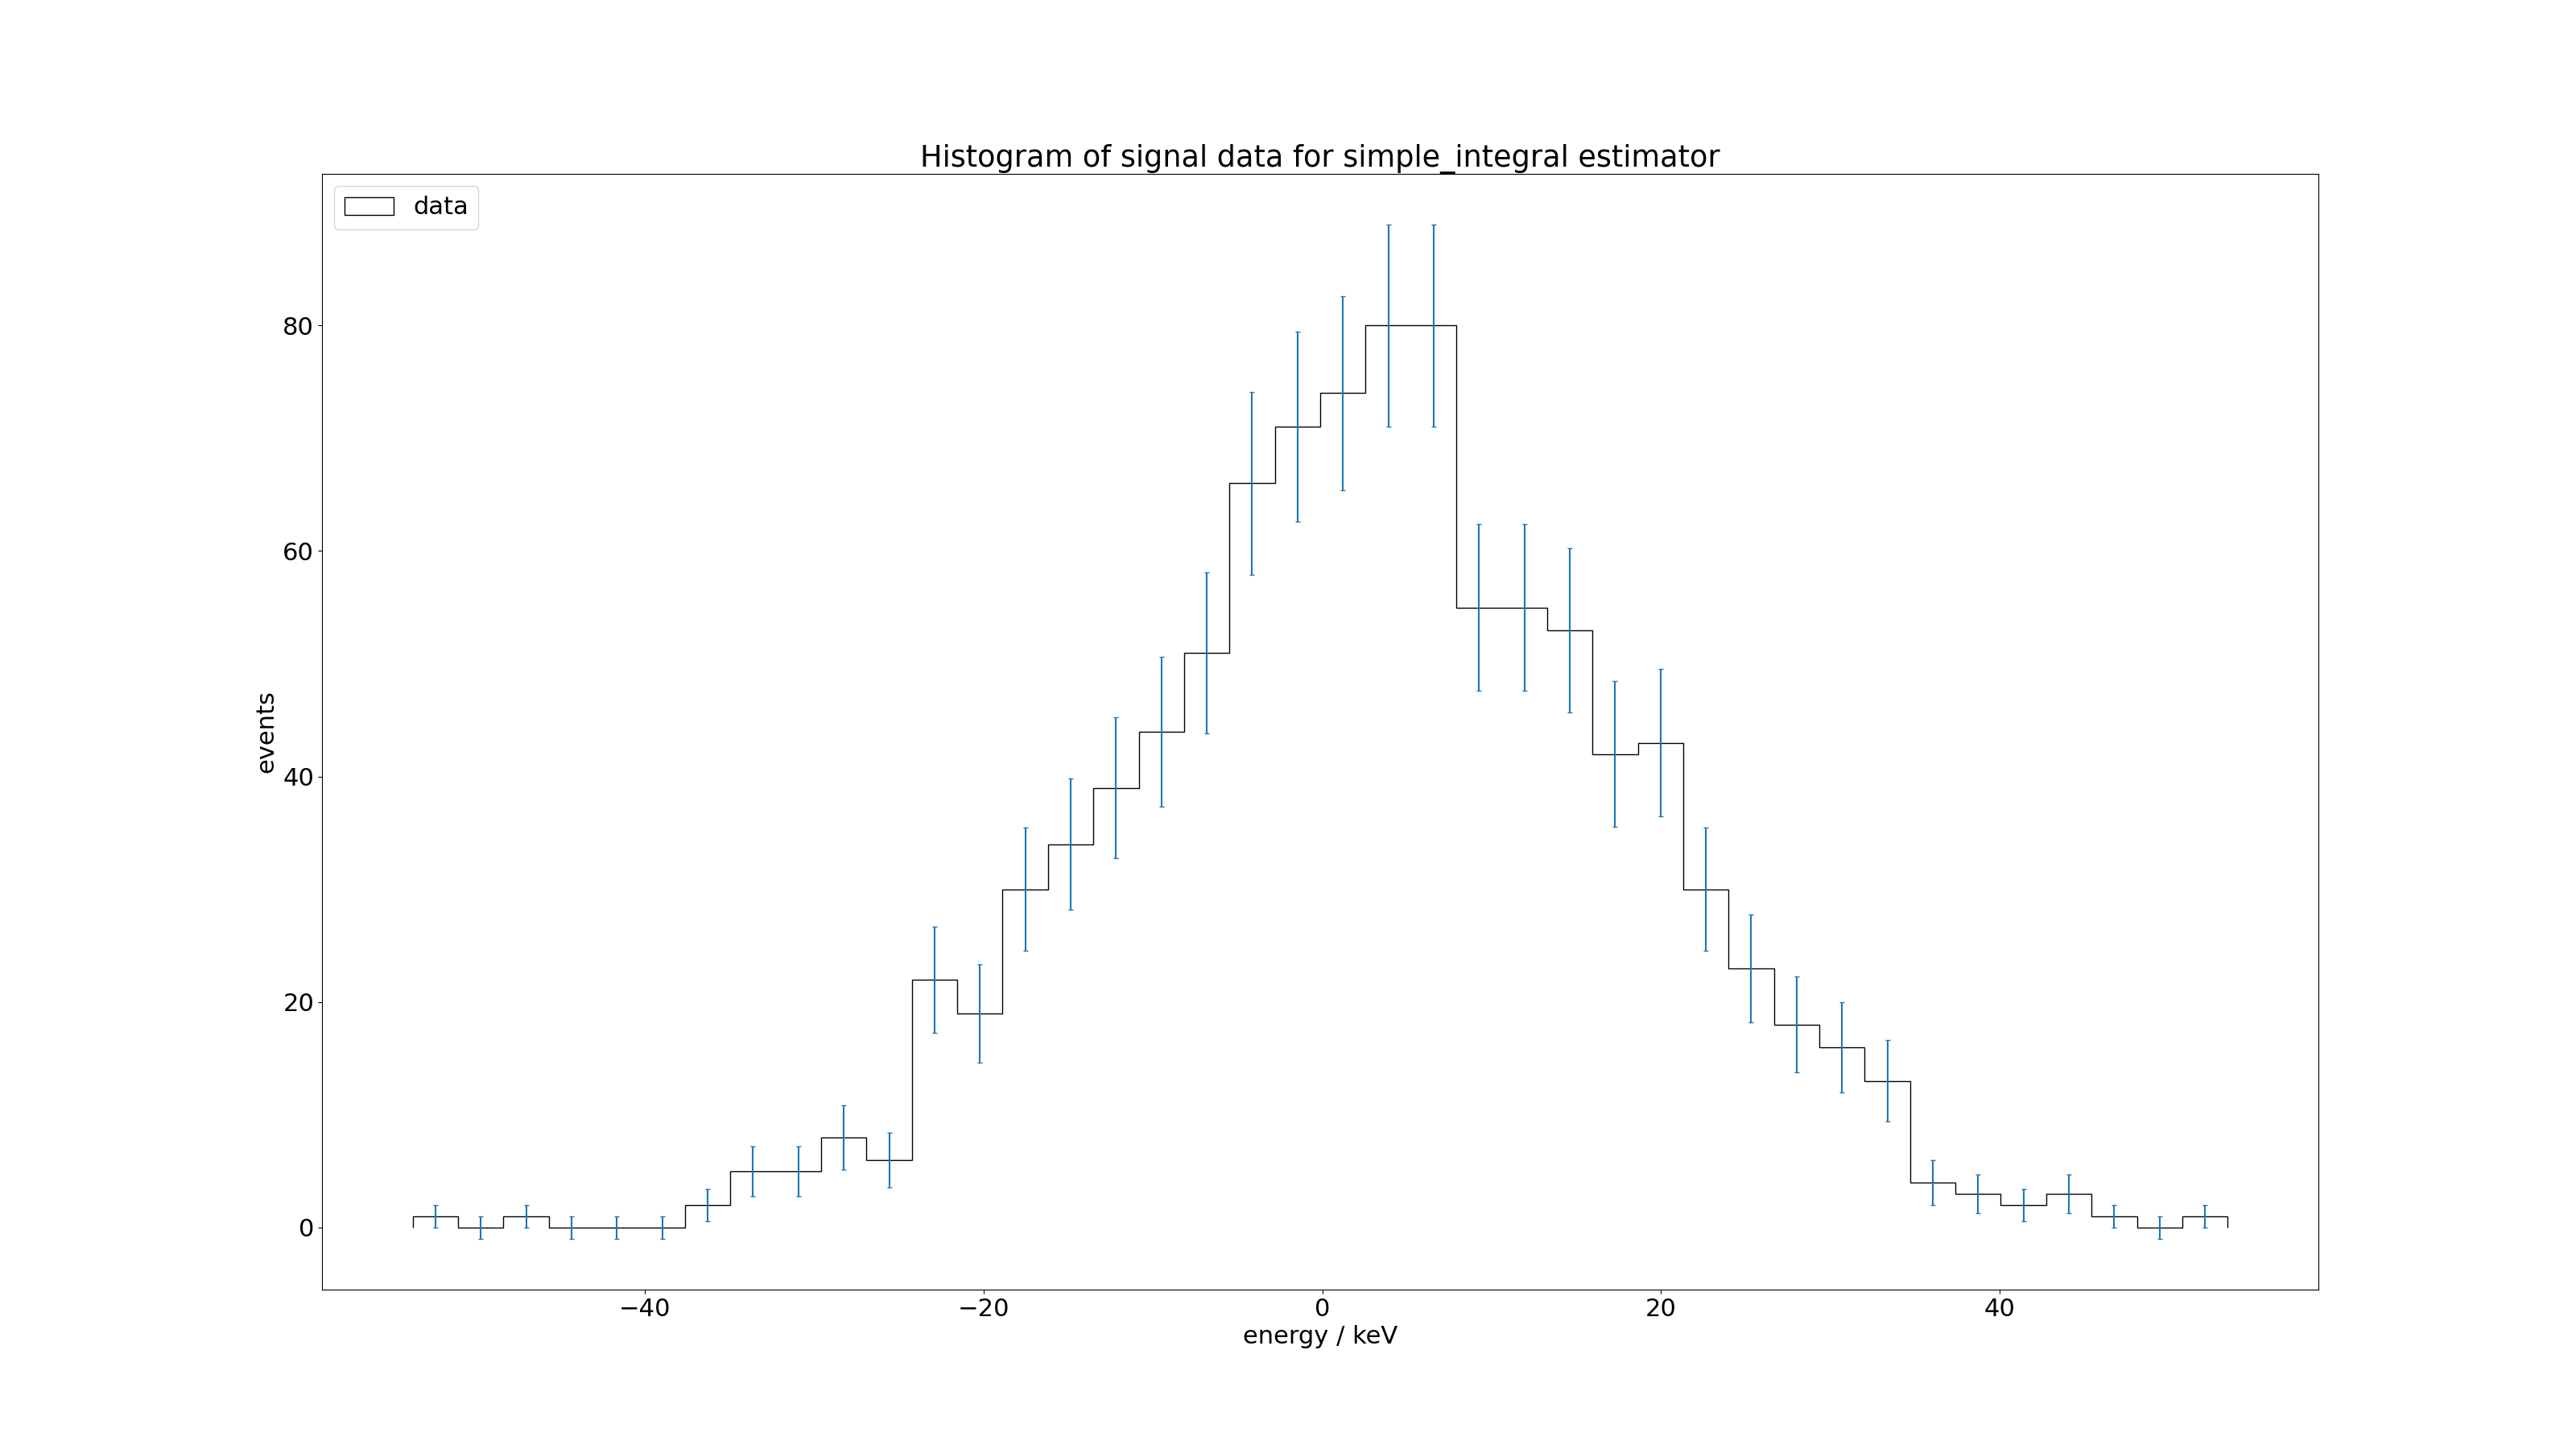 Histogram of signal data for simple_integral estimator
data
80
60
40
20
0
events
−40 −20 0 20 40
energy / keV